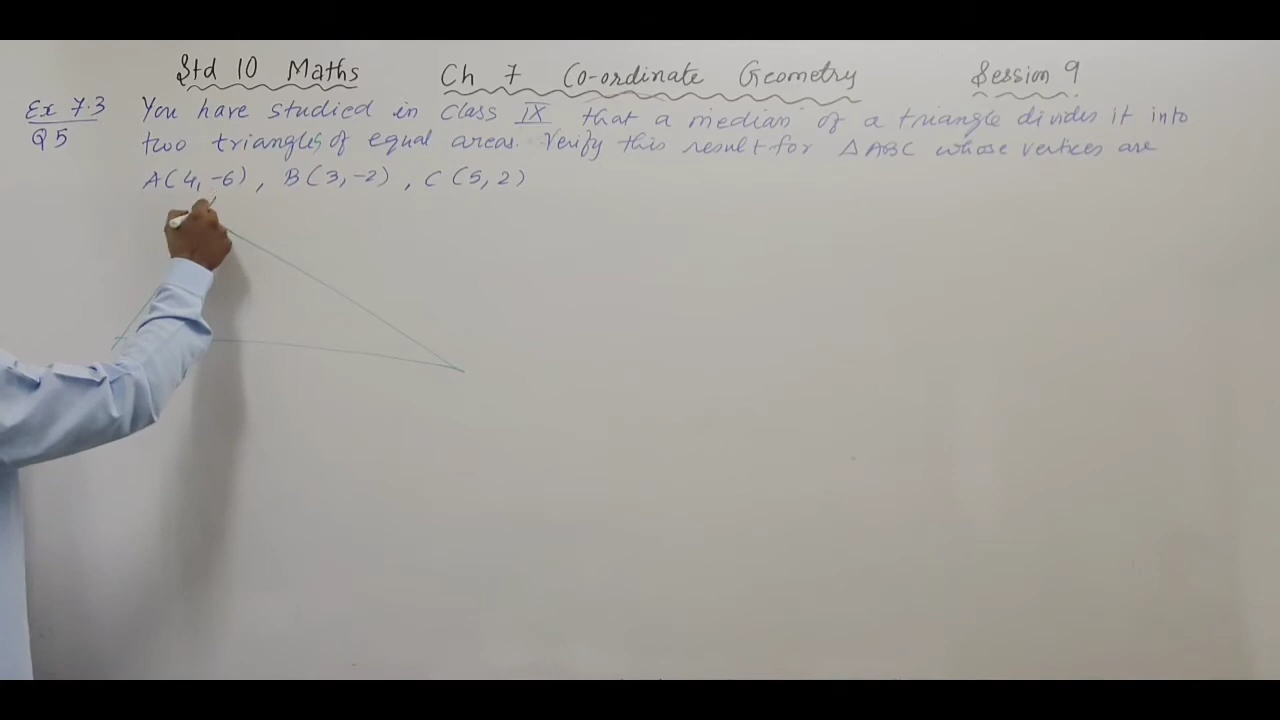 Std 10 Maths Ch 7 Co-ordinate Geometry Session 9
Ex 7.3 You have studied in Class IX that a median of a triangle divides it into
Q 5 two triangles of equal areas. Verify this result for △ABC whose vertices are
A(4, -6), B(3, -2), C(5, 2)